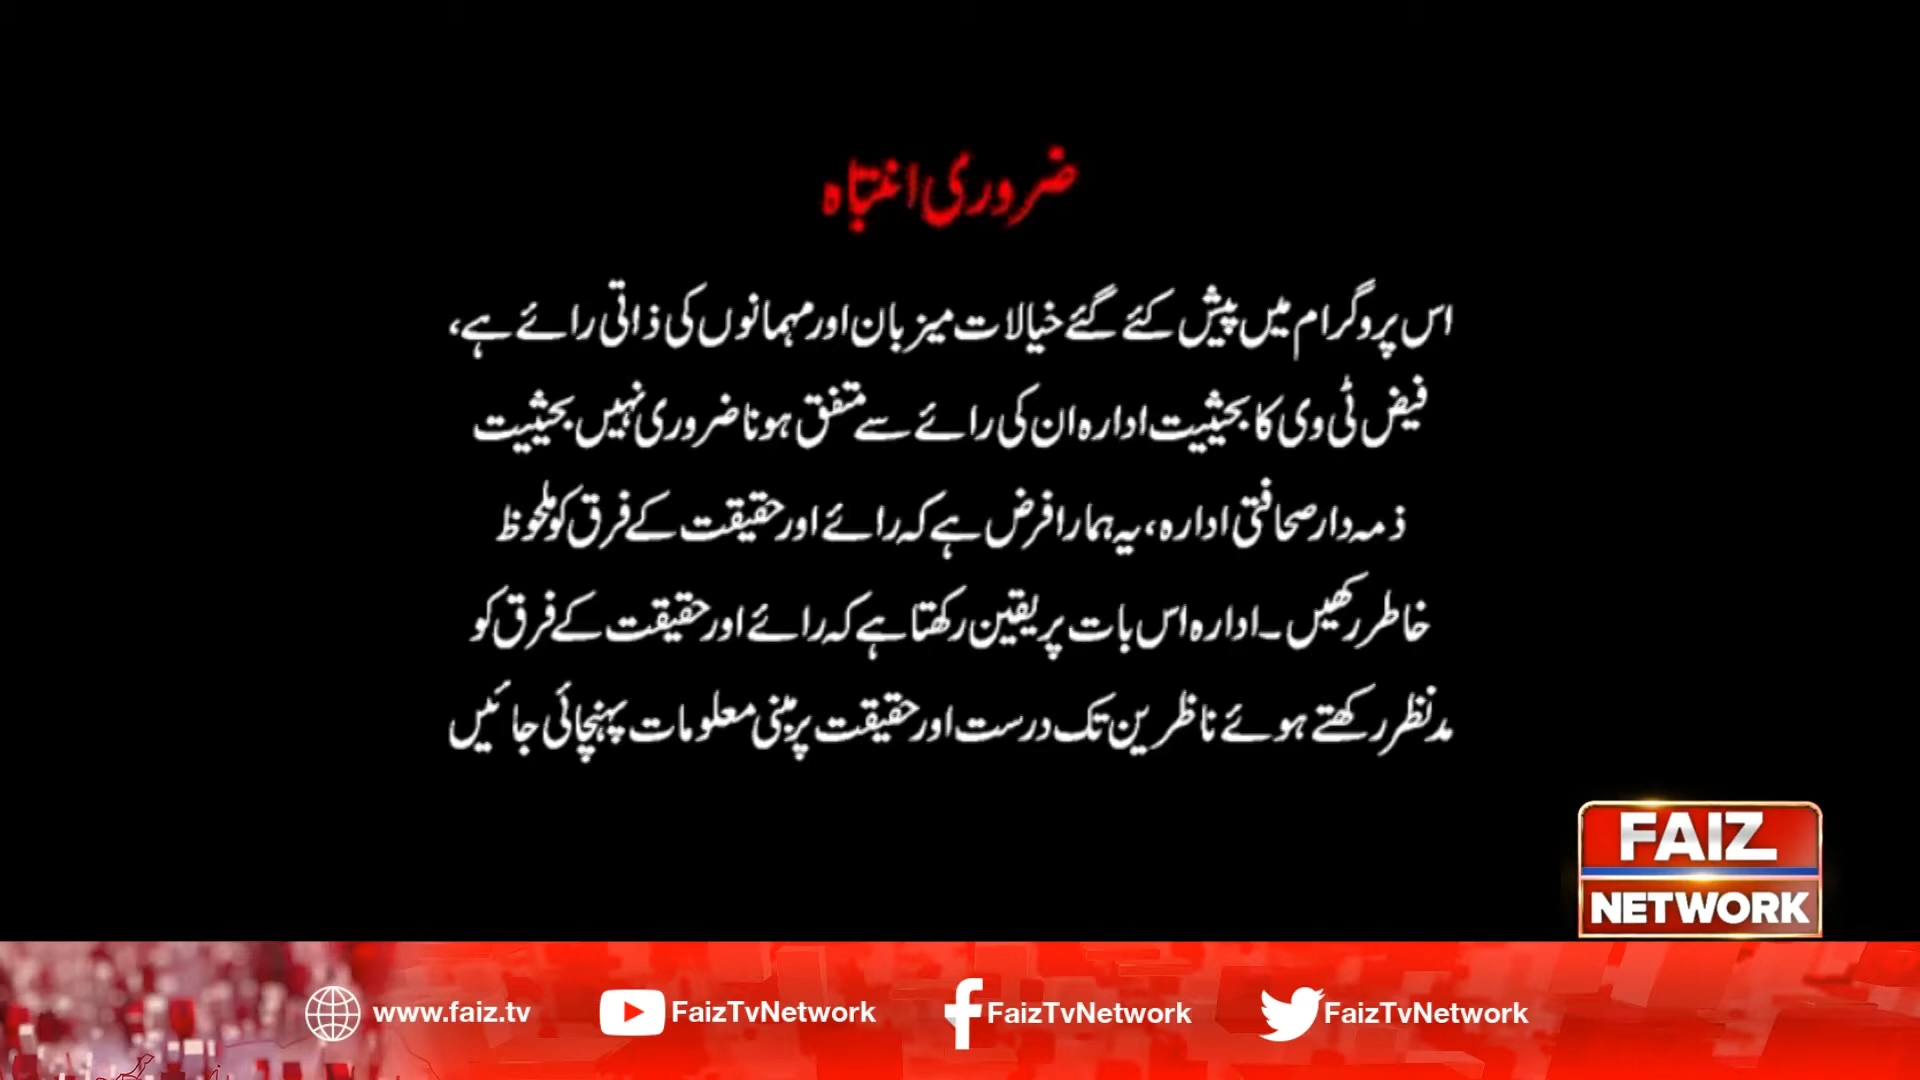 ضروری انتباہ
اس پروگرام میں پیش کئے گئے خیالات میزبان اور مہمانوں کی ذاتی رائے ہے،
فیض ٹی وی کا بحثییت ادارہ ان کی رائے سے متفق ہونا ضروری نہیں بحثییت
ذمہ دار صحافتی ادارہ، یہ ہمارا فرض ہے کہ رائے اور حقیقت کے فرق کو ملحوظ
خاطر رکھیں ۔ ادارہ اس بات پر یقین رکھتا ہے کہ رائے اور حقیقت کے فرق کو
مدنظر رکھتے ہوئے ناظرین تک درست اور حقیقت پر مبنی معلومات پہنچائی جائیں
FAIZ
NETWORK
www.faiz.tv FaizTvNetwork FaizTvNetwork FaizTvNetwork